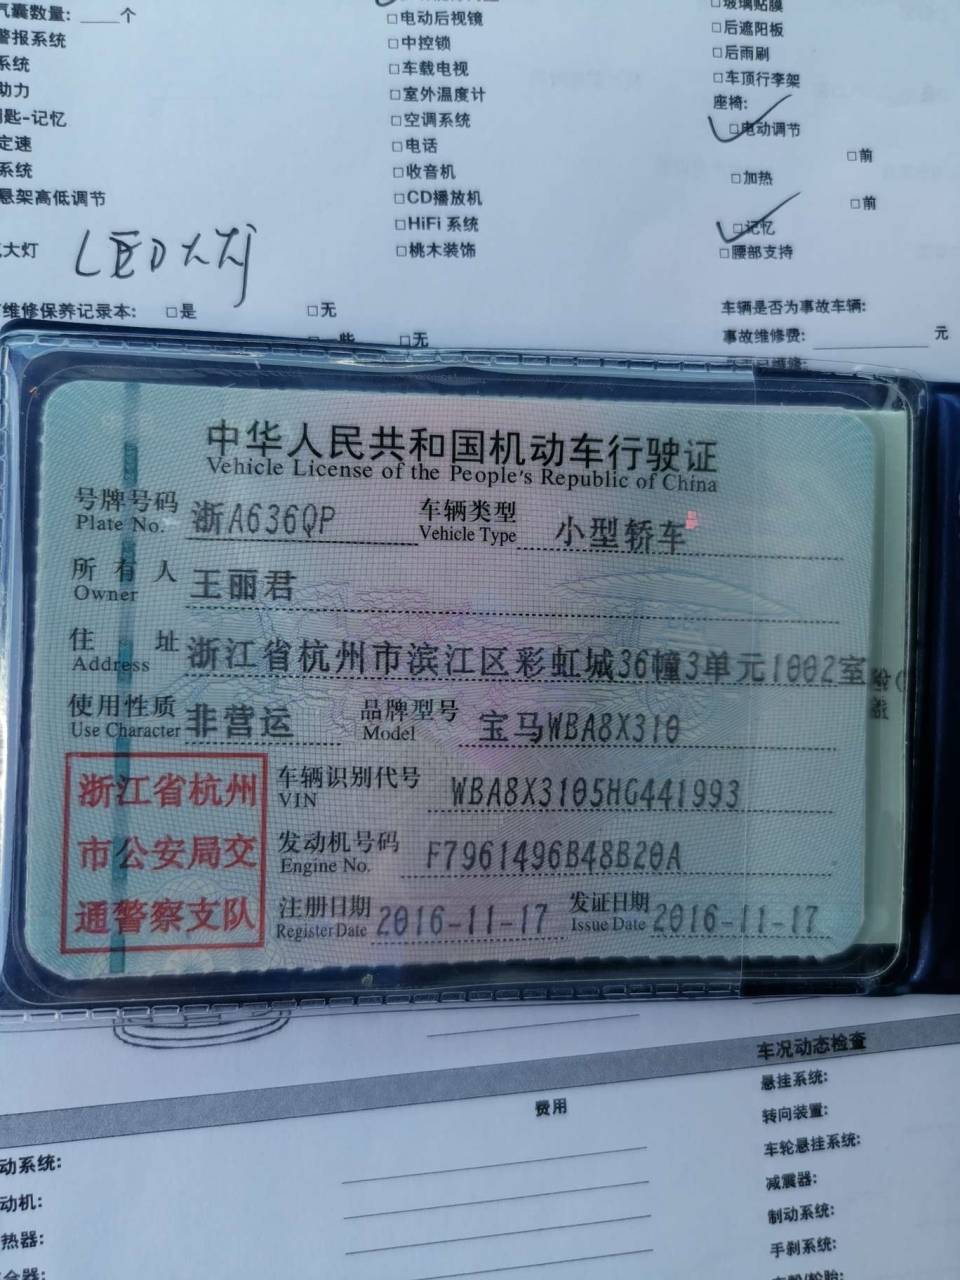 气囊数量: ____个
警报系统
系统
助力
钥匙-记忆
定速
系统
悬架高低调节
大灯 LED大灯
维修保养记录本: □是 □无
□一些 □无
□电动后视镜
□中控锁
□车载电视
□室外温度计
□空调系统
□电话
□收音机
□CD播放机
□HiFi 系统
□桃木装饰
□玻璃贴膜
□后遮阳板
□后雨刷
□车顶行李架
座椅:
□电动调节
□前
□加热
□前
□记忆
□腰部支持
车辆是否为事故车辆:
事故维修费: ____元
中华人民共和国机动车行驶证
Vehicle License of the People's Republic of China
号牌号码 浙A636QP 车辆类型 小型轿车
Plate No. Vehicle Type
所有人 王丽君
Owner
住址 浙江省杭州市滨江区彩虹城36幢3单元1002室
Address
使用性质 非营运 品牌型号 宝马WBA8X310
Use Character Model
浙江省杭州
市公安局交
通警察支队
车辆识别代号 WBA8X3105HG441993
VIN
发动机号码 F7961496B48B20A
Engine No.
注册日期 2016-11-17 发证日期 2016-11-17
Register Date Issue Date
车况动态检查
费用
动系统:
动机:
热器:
合器:
悬挂系统:
转向装置:
车轮悬挂系统:
减震器:
制动系统:
手刹系统: